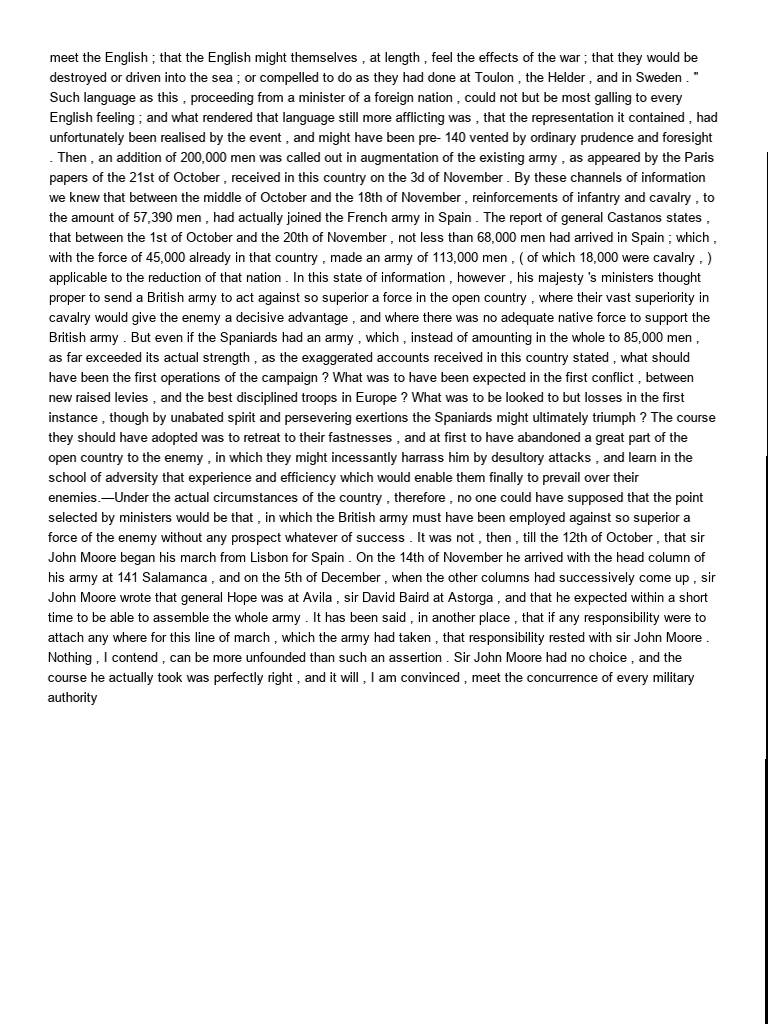 meet the English ; that the English might themselves , at length , feel the effects of the war ; that they would be
destroyed or driven into the sea ; or compelled to do as they had done at Toulon , the Helder , and in Sweden . "
Such language as this , proceeding from a minister of a foreign nation , could not but be most galling to every
English feeling ; and what rendered that language still more afflicting was , that the representation it contained , had
unfortunately been realised by the event , and might have been pre- 140 vented by ordinary prudence and foresight
. Then , an addition of 200,000 men was called out in augmentation of the existing army , as appeared by the Paris
papers of the 21st of October , received in this country on the 3d of November . By these channels of information
we knew that between the middle of October and the 18th of November , reinforcements of infantry and cavalry , to
the amount of 57,390 men , had actually joined the French army in Spain . The report of general Castanos states ,
that between the 1st of October and the 20th of November , not less than 68,000 men had arrived in Spain ; which ,
with the force of 45,000 already in that country , made an army of 113,000 men , ( of which 18,000 were cavalry , )
applicable to the reduction of that nation . In this state of information , however , his majesty 's ministers thought
proper to send a British army to act against so superior a force in the open country , where their vast superiority in
cavalry would give the enemy a decisive advantage , and where there was no adequate native force to support the
British army . But even if the Spaniards had an army , which , instead of amounting in the whole to 85,000 men ,
as far exceeded its actual strength , as the exaggerated accounts received in this country stated , what should
have been the first operations of the campaign ? What was to have been expected in the first conflict , between
new raised levies , and the best disciplined troops in Europe ? What was to be looked to but losses in the first
instance , though by unabated spirit and persevering exertions the Spaniards might ultimately triumph ? The course
they should have adopted was to retreat to their fastnesses , and at first to have abandoned a great part of the
open country to the enemy , in which they might incessantly harrass him by desultory attacks , and learn in the
school of adversity that experience and efficiency which would enable them finally to prevail over their
enemies.—Under the actual circumstances of the country , therefore , no one could have supposed that the point
selected by ministers would be that , in which the British army must have been employed against so superior a
force of the enemy without any prospect whatever of success . It was not , then , till the 12th of October , that sir
John Moore began his march from Lisbon for Spain . On the 14th of November he arrived with the head column of
his army at 141 Salamanca , and on the 5th of December , when the other columns had successively come up , sir
John Moore wrote that general Hope was at Avila , sir David Baird at Astorga , and that he expected within a short
time to be able to assemble the whole army . It has been said , in another place , that if any responsibility were to
attach any where for this line of march , which the army had taken , that responsibility rested with sir John Moore .
Nothing , I contend , can be more unfounded than such an assertion . Sir John Moore had no choice , and the
course he actually took was perfectly right , and it will , I am convinced , meet the concurrence of every military
authority